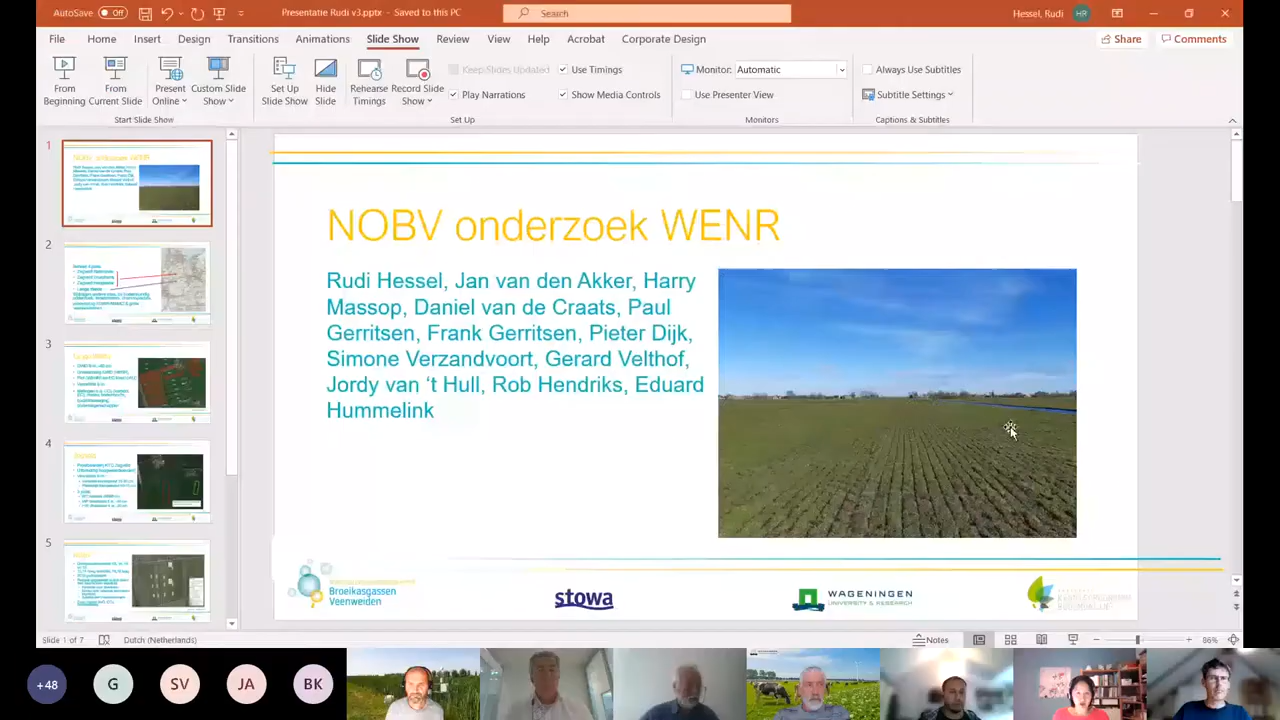 AutoSave Off Presentatie Rudi v3.pptx - Saved to this PC Search Hessel, Rudi HR
File Home Insert Design Transitions Animations Slide Show Review View Help Acrobat Corporate Design Share Comments
From Beginning
From Current Slide
Present Online
Custom Slide Show
Start Slide Show
Set Up Slide Show
Hide Slide
Rehearse Timings
Record Slide Show
Keep Slides Updated
Play Narrations
Use Timings
Show Media Controls
Set Up
Monitor: Automatic
Use Presenter View
Monitors
Always Use Subtitles
Subtitle Settings
Captions & Subtitles
1
2
3
4
5
NOBV onderzoek WENR
Rudi Hessel, Jan van den Akker, Harry
Massop, Daniel van de Craats, Paul
Gerritsen, Frank Gerritsen, Pieter Dijk,
Simone Verzandvoort, Gerard Velthof,
Jordy van ‘t Hull, Rob Hendriks, Eduard
Hummelink
Broeikasgassen
Veenweiden
stowa
WAGENINGEN
UNIVERSITY & RESEARCH
Slide 1 of 7 Dutch (Netherlands) Notes 86%
+48 G SV JA BK